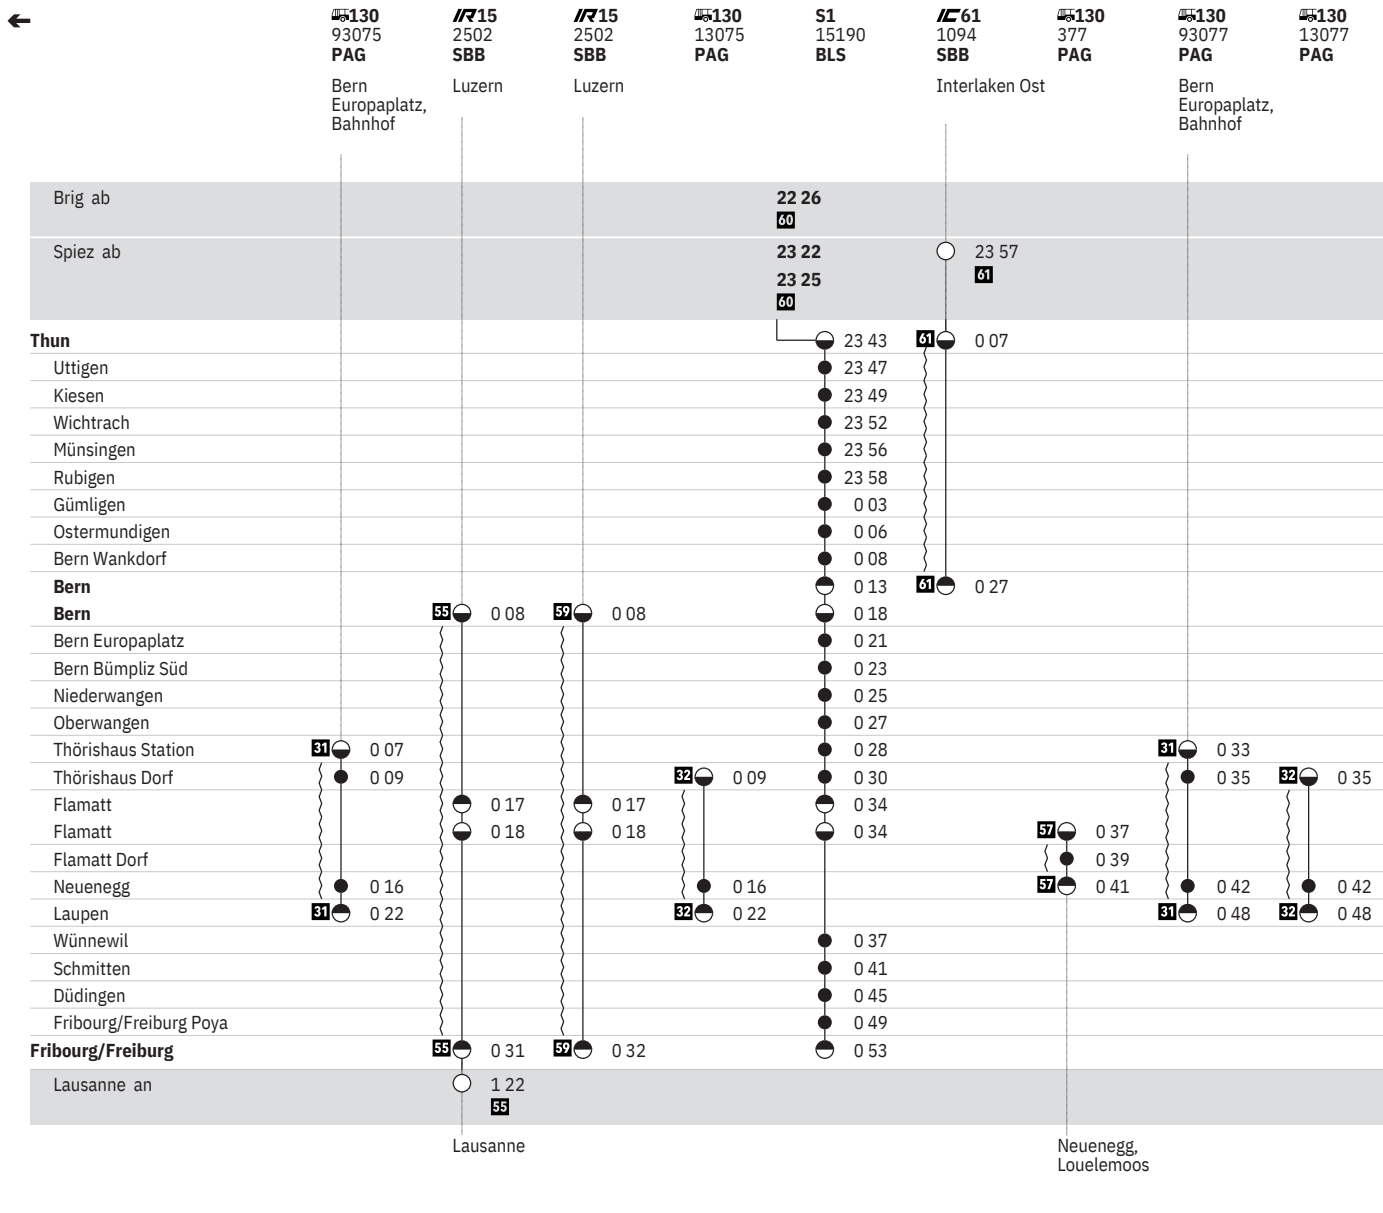 130 IR15 IR15 130 S1 IC61 130 130 130
93075 2502 2502 13075 15190 1094 377 93077 13077
PAG SBB SBB PAG BLS SBB PAG PAG PAG
Bern Luzern Luzern Interlaken Ost Bern
Europaplatz, Europaplatz,
Bahnhof Bahnhof
Brig ab 22 26
60
Spiez ab 23 22 23 57
61
23 25
60
Thun 23 43 61 0 07
Uttigen 23 47
Kiesen 23 49
Wichtrach 23 52
Münsingen 23 56
Rubigen 23 58
Gümligen 0 03
Ostermundigen 0 06
Bern Wankdorf 0 08
Bern 0 13 61 0 27
Bern 55 0 08 59 0 08 0 18
Bern Europaplatz 0 21
Bern Bümpliz Süd 0 23
Niederwangen 0 25
Oberwangen 0 27
Thörishaus Station 31 0 07 0 28 31 0 33
Thörishaus Dorf 0 09 32 0 09 0 30 0 35 32 0 35
Flamatt 0 17 0 17 0 34
Flamatt 0 18 0 18 0 34 57 0 37
Flamatt Dorf 0 39
Neuenegg 0 16 0 16 57 0 41 0 42 0 42
Laupen 31 0 22 32 0 22 31 0 48 32 0 48
Wünnewil 0 37
Schmitten 0 41
Düdingen 0 45
Fribourg/Freiburg Poya 0 49
Fribourg/Freiburg 55 0 31 59 0 32 0 53
Lausanne an 1 22
55
Lausanne Neuenegg,
Louelemoos